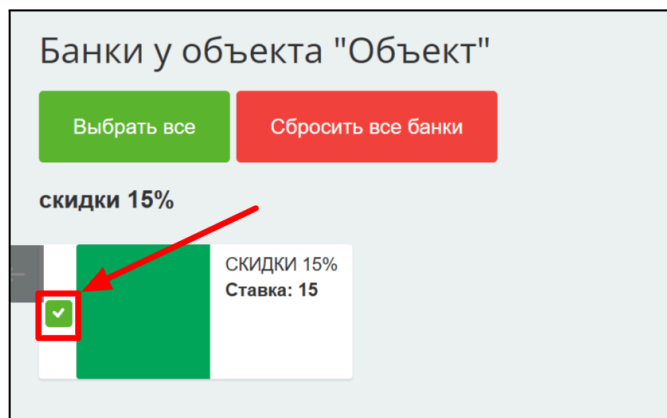 Банки у объекта "Объект"
Выбрать все
Сбросить все банки
скидки 15%
СКИДКИ 15%
Ставка: 15